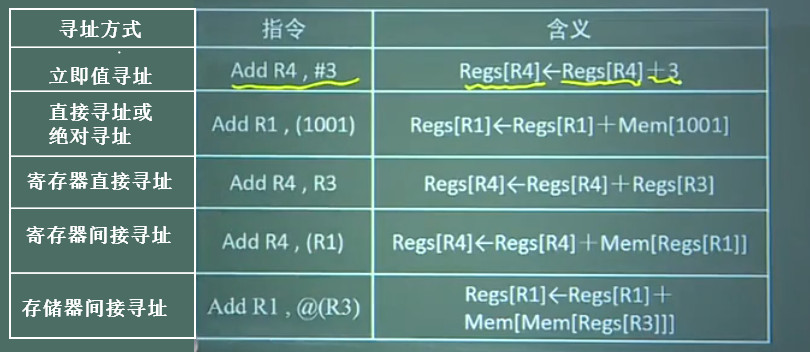 寻址方式 指令 含义
立即值寻址 Add R4 , #3 Regs[R4]←Regs[R4]+3
直接寻址或
绝对寻址 Add R1 , (1001) Regs[R1]←Regs[R1]+Mem[1001]
寄存器直接寻址 Add R4 , R3 Regs[R4]←Regs[R4]+Regs[R3]
寄存器间接寻址 Add R4 , (R1) Regs[R4]←Regs[R4]+Mem[Regs[R1]]
存储器间接寻址 Add R1 , @(R3) Regs[R1]←Regs[R1]+
Mem[Mem[Regs[R3]]]